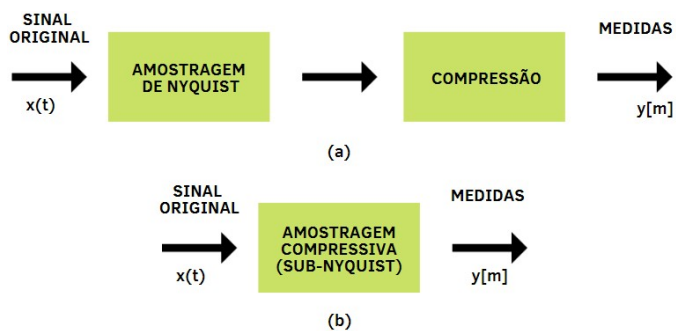 SINAL
ORIGINAL
x(t)
AMOSTRAGEM
DE NYQUIST
COMPRESSÃO
MEDIDAS
y[m]
(a)
SINAL
ORIGINAL
x(t)
AMOSTRAGEM
COMPRESSIVA
(SUB-NYQUIST)
MEDIDAS
y[m]
(b)